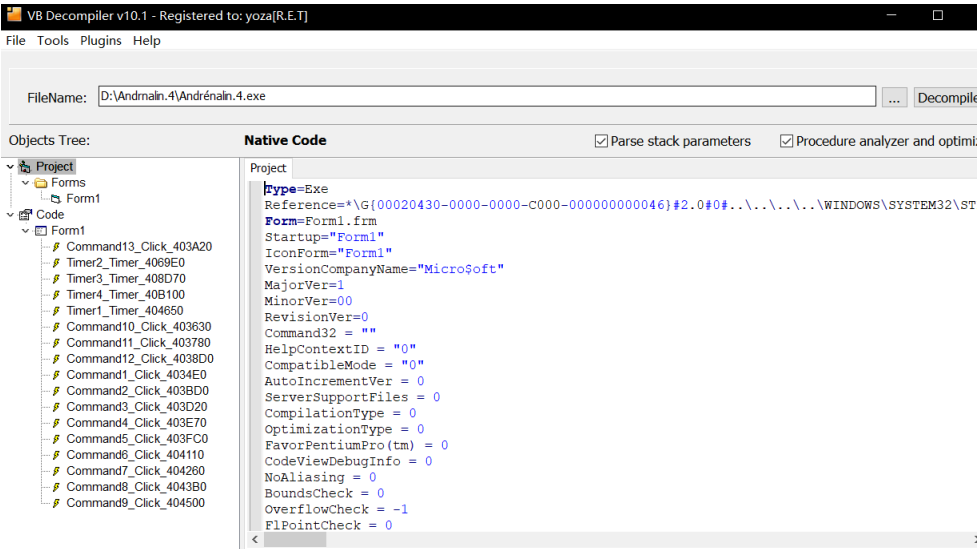 VB Decompiler v10.1 - Registered to: yoza[R.E.T]
File Tools Plugins Help
FileName: D:\Andrnalin.4\Andrénalin.4.exe ... Decompile
Objects Tree: Native Code Parse stack parameters Procedure analyzer and optimi
Project
Forms
Form1
Code
Form1
Command13_Click_403A20
Timer2_Timer_4069E0
Timer3_Timer_408D70
Timer4_Timer_40B100
Timer1_Timer_404650
Command10_Click_403630
Command11_Click_403780
Command12_Click_4038D0
Command1_Click_4034E0
Command2_Click_403BD0
Command3_Click_403D20
Command4_Click_403E70
Command5_Click_403FC0
Command6_Click_404110
Command7_Click_404260
Command8_Click_4043B0
Command9_Click_404500
Project
Type=Exe
Reference=*\G{00020430-0000-0000-C000-000000000046}#2.0#0#..\..\..\..\WINDOWS\SYSTEM32\ST
Form=Form1.frm
Startup="Form1"
IconForm="Form1"
VersionCompanyName="Micro$oft"
MajorVer=1
MinorVer=00
RevisionVer=0
Command32 = ""
HelpContextID = "0"
CompatibleMode = "0"
AutoIncrementVer = 0
ServerSupportFiles = 0
CompilationType = 0
OptimizationType = 0
FavorPentiumPro(tm) = 0
CodeViewDebugInfo = 0
NoAliasing = 0
BoundsCheck = 0
OverflowCheck = -1
FlPointCheck = 0